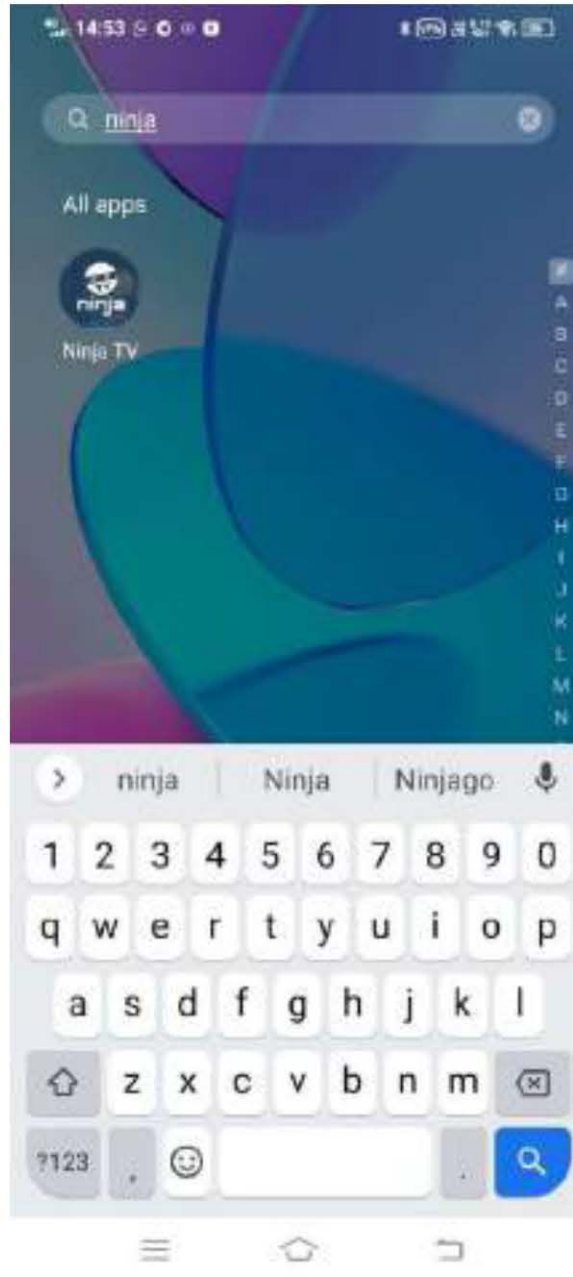 14:53
ninja
All apps
ninja
Ninja TV
#
A
B
C
D
E
F
G
H
I
J
K
L
M
N
ninja Ninja Ninjago
1 2 3 4 5 6 7 8 9 0
q w e r t y u i o p
a s d f g h j k l
z x c v b n m
?123 , .